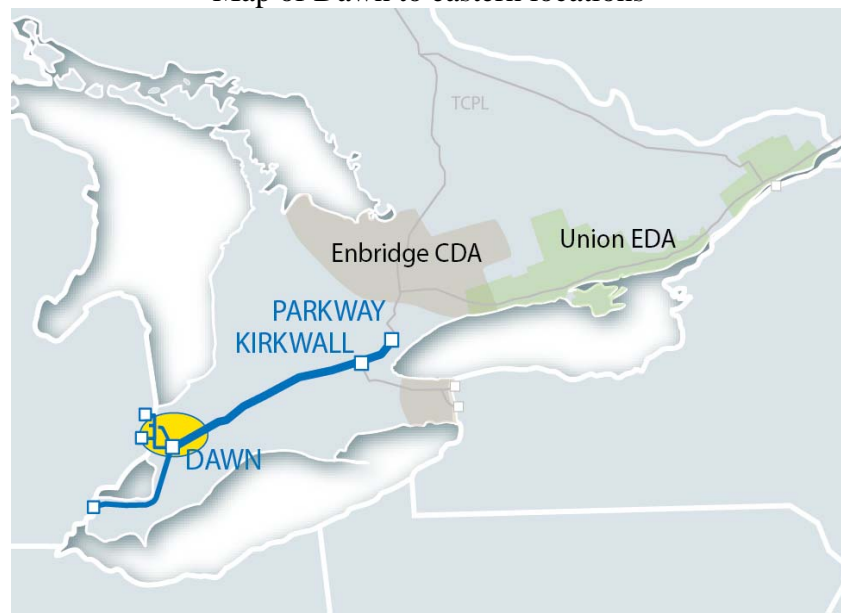 Map of Dawn to eastern locations
TCPL
Enbridge CDA
Union EDA
PARKWAY
KIRKWALL
DAWN